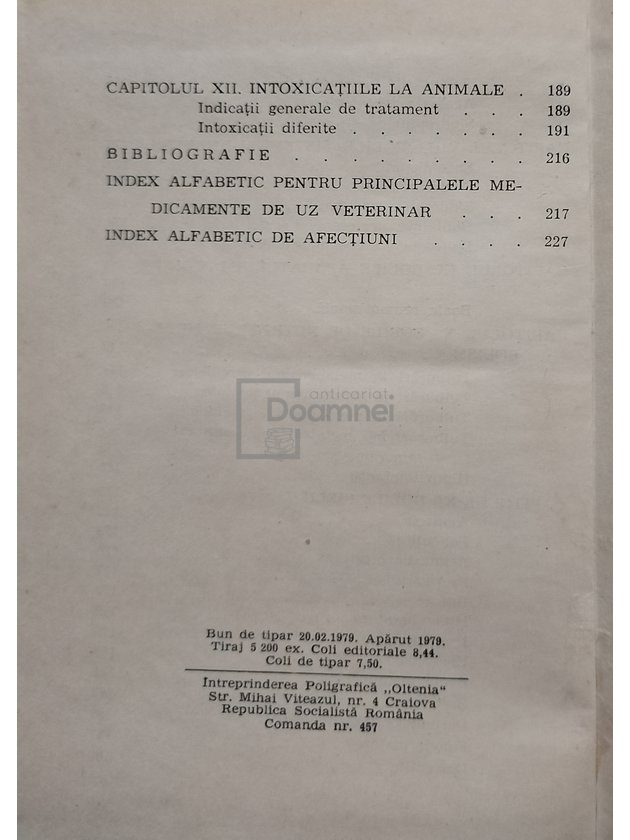 CAPITOLUL XII. INTOXICAȚIILE LA ANIMALE . 189
Indicații generale de tratament . . . 189
Intoxicații diferite . . . . . . . 191
BIBLIOGRAFIE . . . . . . . . . 216
INDEX ALFABETIC PENTRU PRINCIPALELE ME-
DICAMENTE DE UZ VETERINAR . . . 217
INDEX ALFABETIC DE AFECȚIUNI . . . . 227
anticariat
Doamnei
Bun de tipar 20.02.1979. Apărut 1979.
Tiraj 5 200 ex. Coli editoriale 8,44.
Coli de tipar 7,50.
Intreprinderea Poligrafică ,,Oltenia"
Str. Mihai Viteazul, nr. 4 Craiova
Republica Socialistă România
Comanda nr. 457